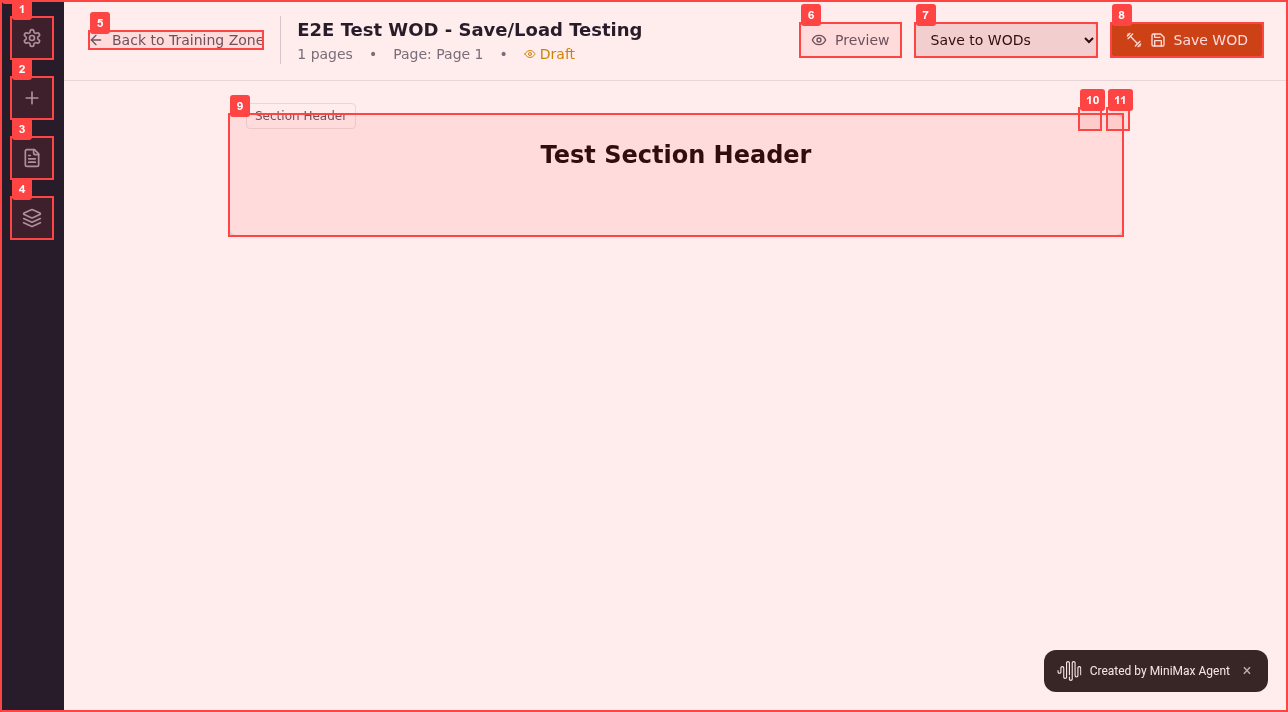 1
5
Back to Training Zone
E2E Test WOD - Save/Load Testing
1 pages • Page: Page 1 • Draft
6
Preview
7
Save to WODs
8
Save WOD
2
3
4
9
Section Header
10
11
Test Section Header
Created by MiniMax Agent ×